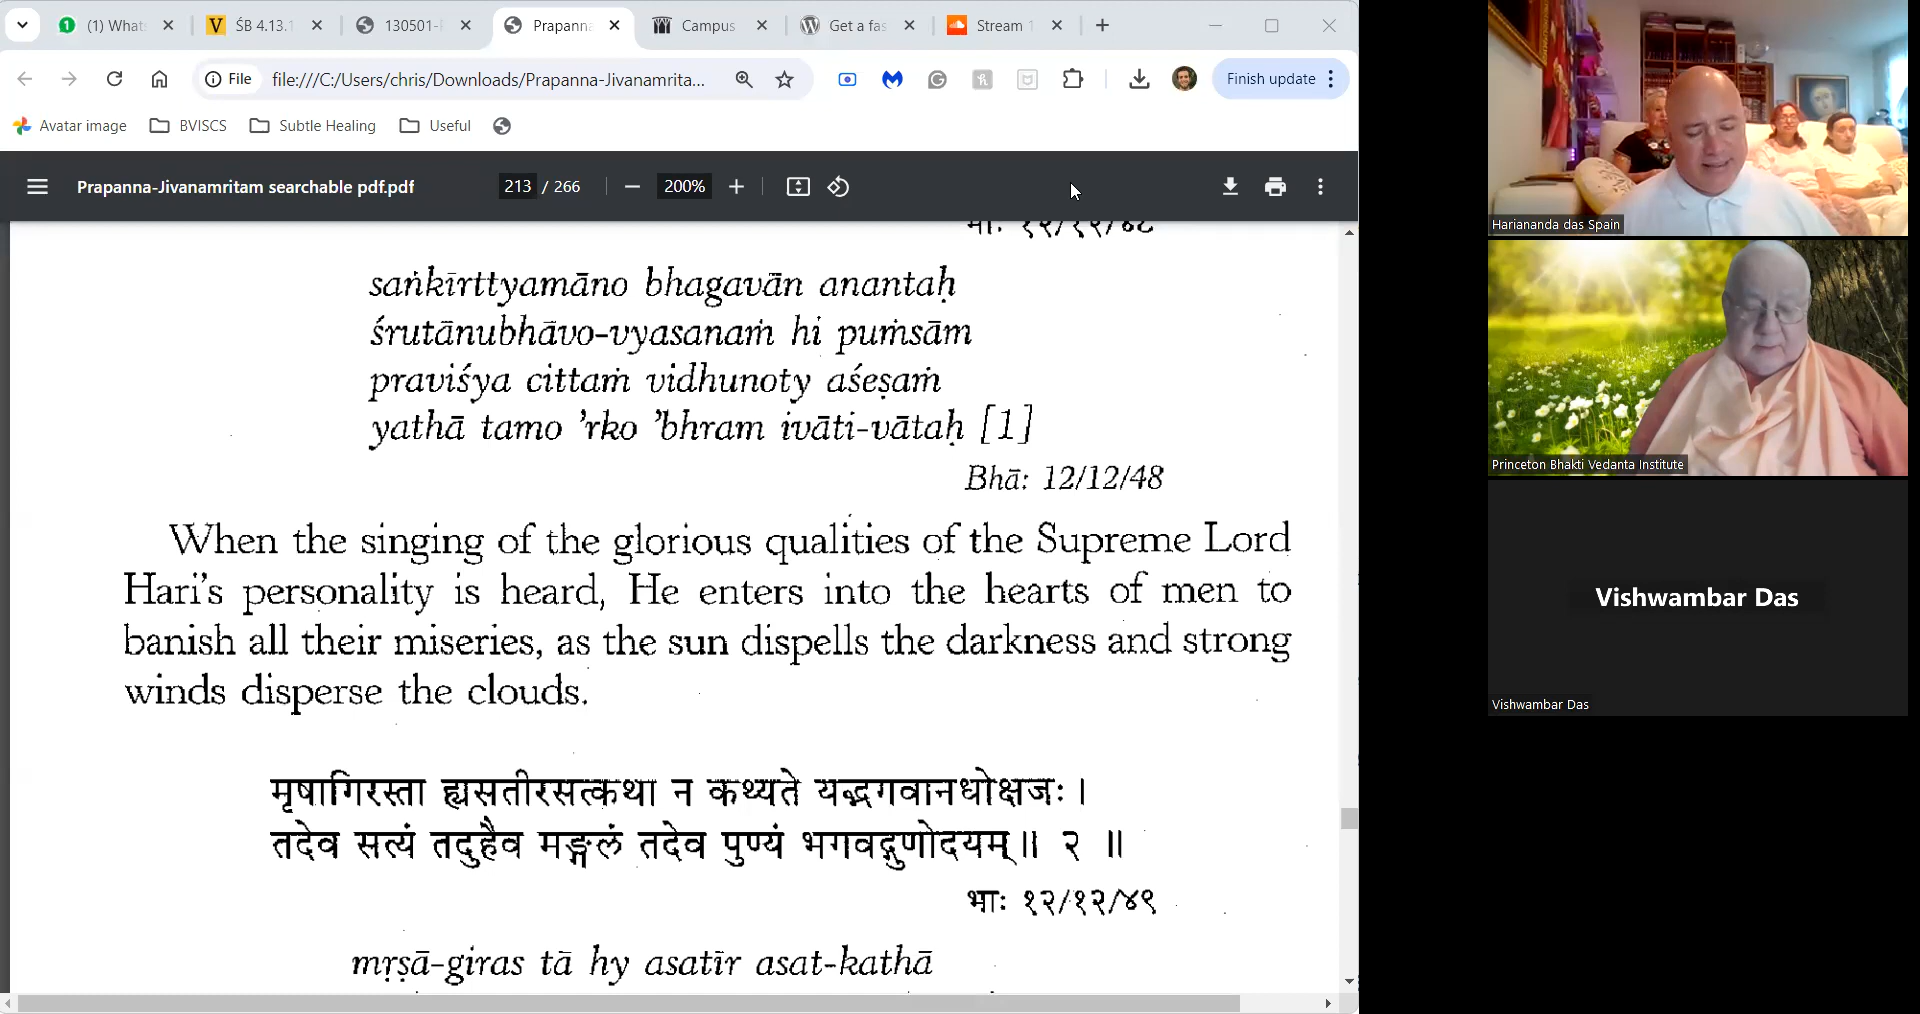 (1) What
ŚB 4.13.1
130501-
Prapanna
Campus
Get a fas
Stream
File
file:///C:/Users/chris/Downloads/Prapanna-Jivanamrita...
Finish update
Avatar image
BVISCS
Subtle Healing
Useful
Prapanna-Jivanamritam searchable pdf.pdf
213 / 266
200%
saṅkīrttyamāno bhagavān anantaḥ
śrutānubhāvo-vyasanaṁ hi puṁsām
praviśya cittaṁ vidhunoty aśeṣaṁ
yathā tamo ’rko ’bhram ivāti-vātaḥ [1]
Bhā: 12/12/48
When the singing of the glorious qualities of the Supreme Lord
Hari’s personality is heard, He enters into the hearts of men to
banish all their miseries, as the sun dispells the darkness and strong
winds disperse the clouds.
मृषागिरस्ता ह्यसतीरसत्कथा न कथ्यते यद्भगवानधोक्षजः।
तदेव सत्यं तदुहैव मङ्गलं तदेव पुण्यं भगवद्गुणोदयम्॥ २ ॥
भाः १२/१२/४९
mṛṣā-giras tā hy asatīr asat-kathā
Hariananda das Spain
Princeton Bhakti Vedanta Institute
Vishwambar Das
Vishwambar Das